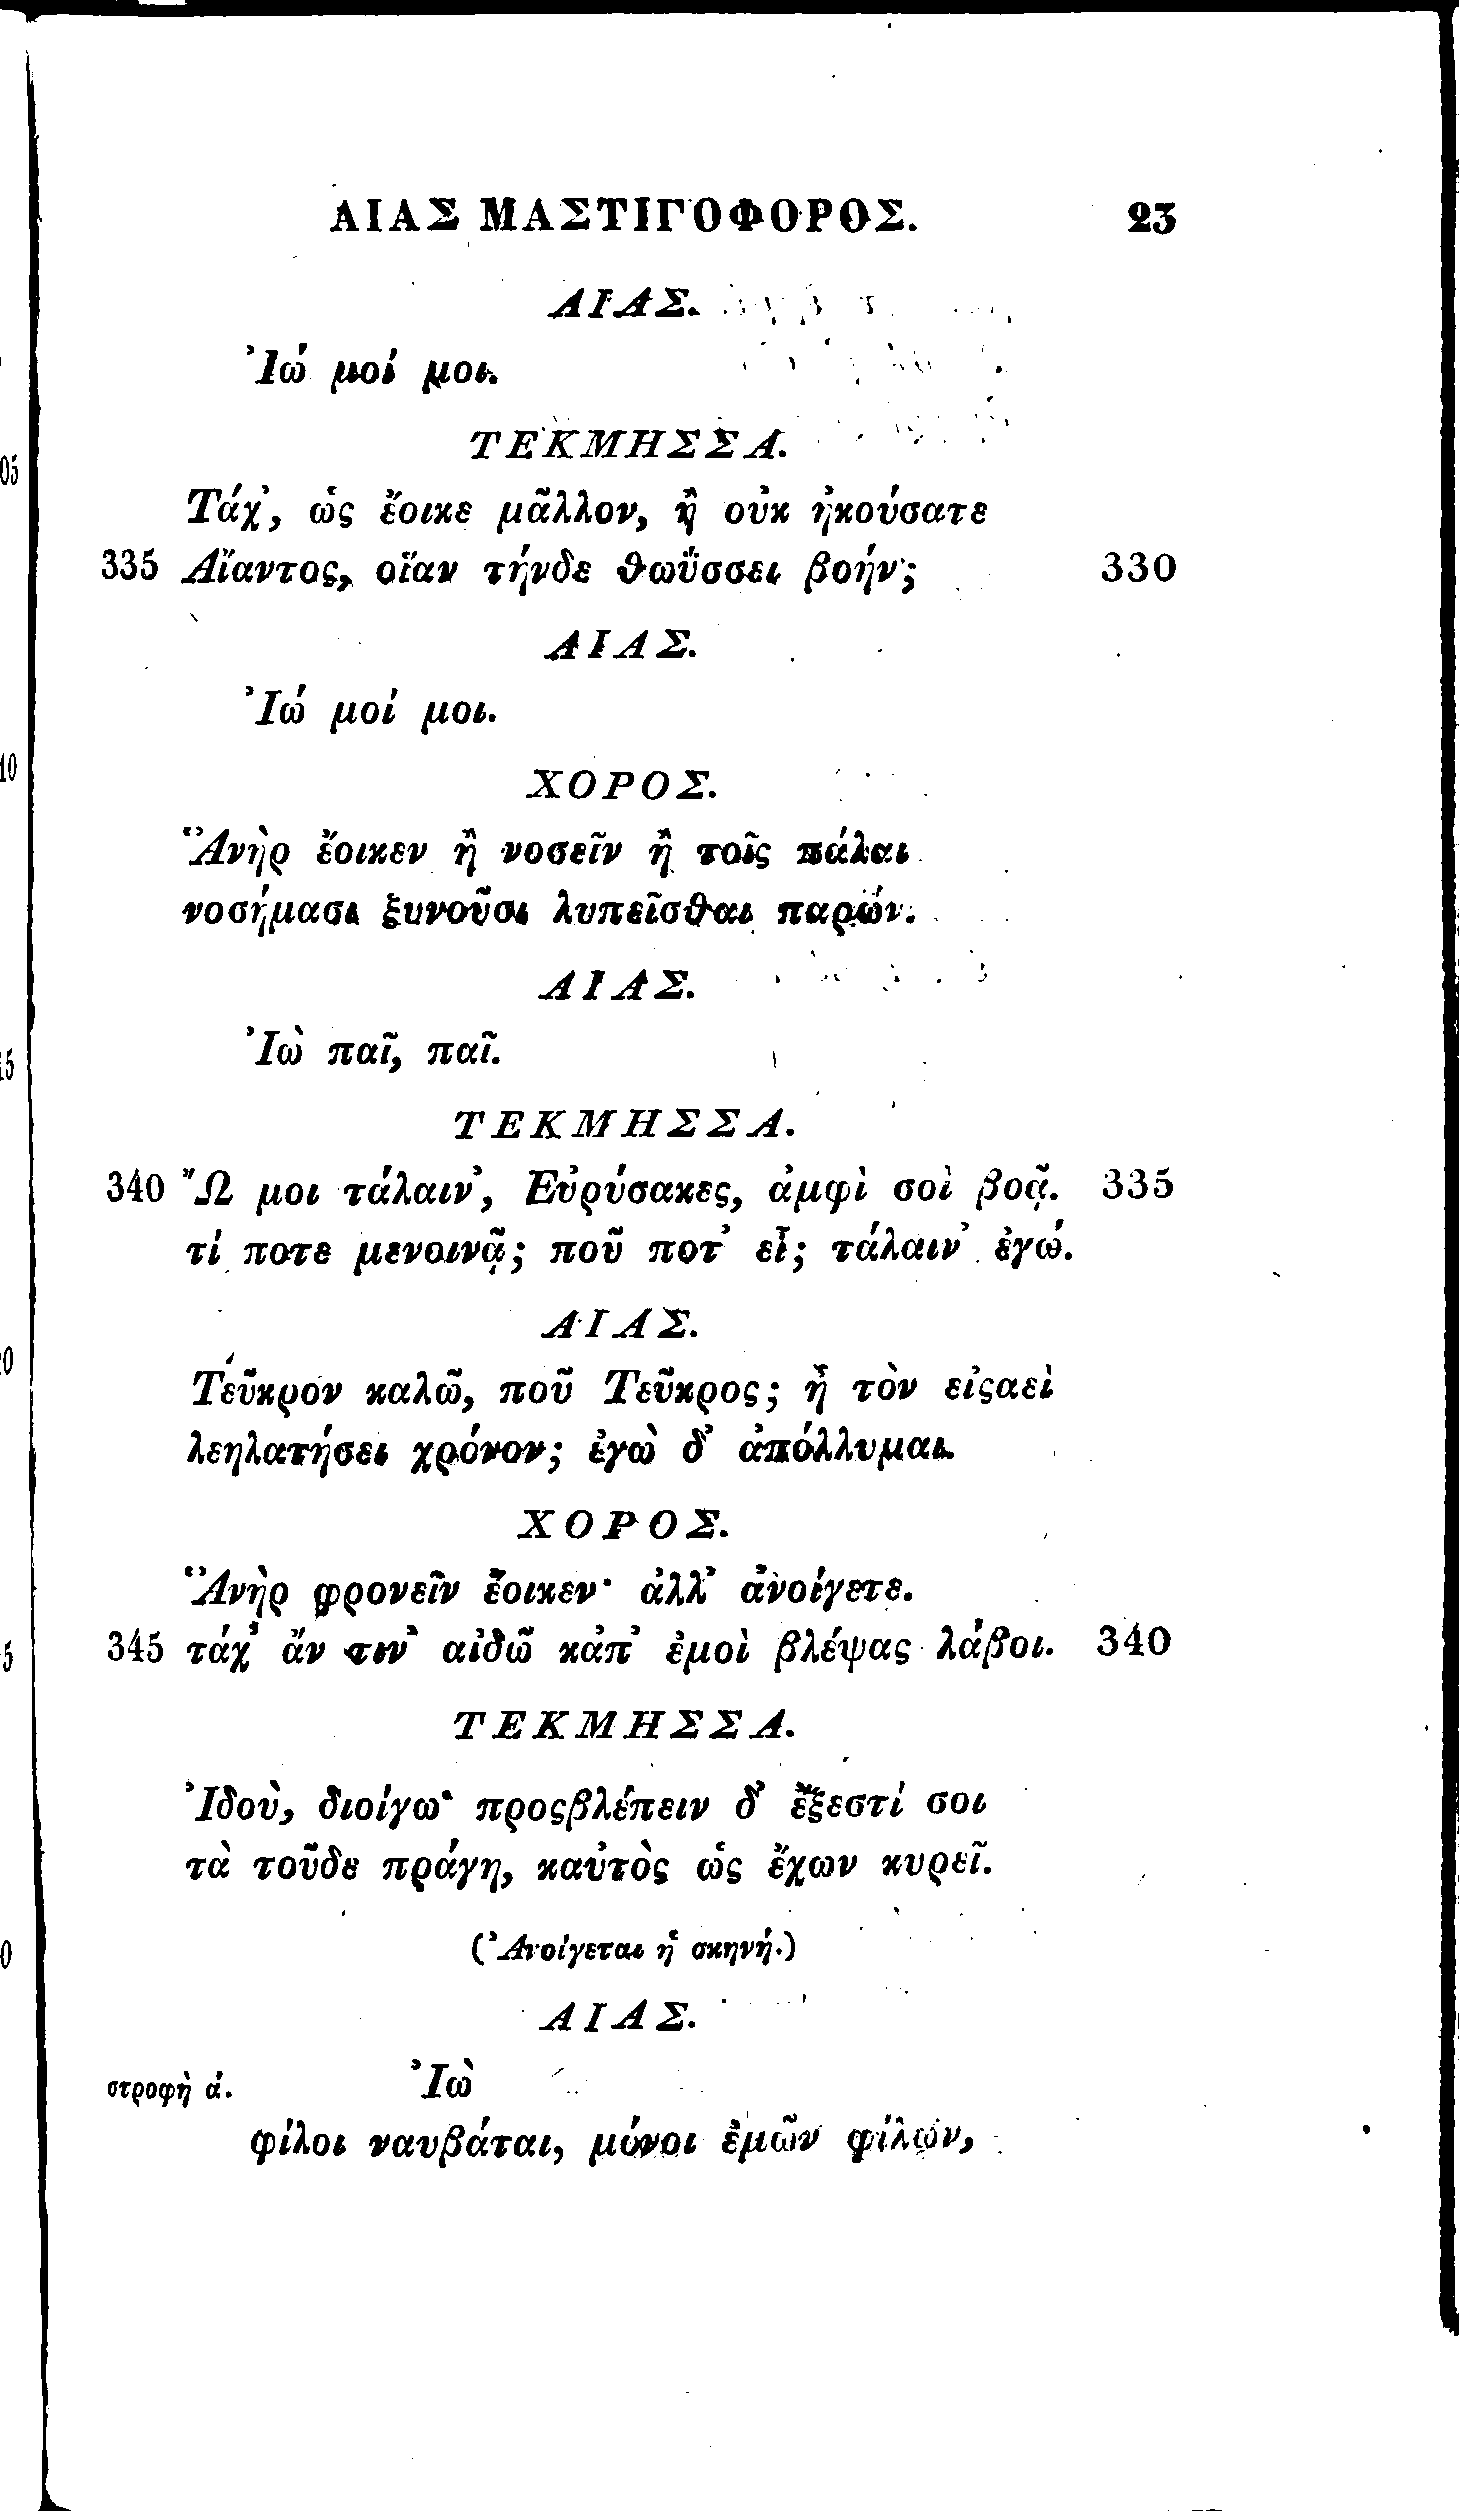 ΑΙΑΣ ΜΑΣΤΙΓΟΦΟΡΟΣ. 23
ΑΙΑΣ.
Ἰώ μοί μοι.
ΤΕΚΜΗΣΣΑ.
Τάχ', ὡς ἔοικε μᾶλλον, ἢ οὐκ ἠκούσατε
335 Αἴαντος, οἵαν τήνδε θωΰσσει βοήν; 330
ΑΙΑΣ.
Ἰώ μοί μοι.
ΧΟΡΟΣ.
Ἃνὴρ ἔοικεν ἢ νοσεῖν ἢ τοῖς πάλαι
νοσήμασι ξυνοῦσι λυπεῖσθαι παρών.
ΑΙΑΣ.
Ἰὼ παῖ, παῖ.
ΤΕΚΜΗΣΣΑ.
340 Ὤ μοι τάλαιν', Εὐρύσακες, ἀμφὶ σοὶ βοᾷ. 335
τί ποτε μενοινᾷ; ποῦ ποτ' εἶ; τάλαιν' ἐγώ.
ΑΙΑΣ.
Τεῦκρον καλῶ, ποῦ Τεῦκρος; ἢ τὸν εἰςαεὶ
λεηλατήσει χρόνον; ἐγὼ δ' ἀπόλλυμαι.
ΧΟΡΟΣ.
Ἃνὴρ φρονεῖν ἔοικεν· ἀλλ' ἀνοίγετε.
345 τάχ' ἄν τιν' αἰδῶ κἀπ' ἐμοὶ βλέψας λάβοι. 340
ΤΕΚΜΗΣΣΑ.
Ἰδοὺ, διοίγω· προςβλέπειν δ' ἔξεστί σοι
τὰ τοῦδε πράγη, καὐτὸς ὡς ἔχων κυρεῖ.
(Ἀνοίγεται ἡ σκηνή.)
ΑΙΑΣ.
στροφὴ ά. Ἰὼ
φίλοι ναυβάται, μόνοι ἐμῶν φίλων,